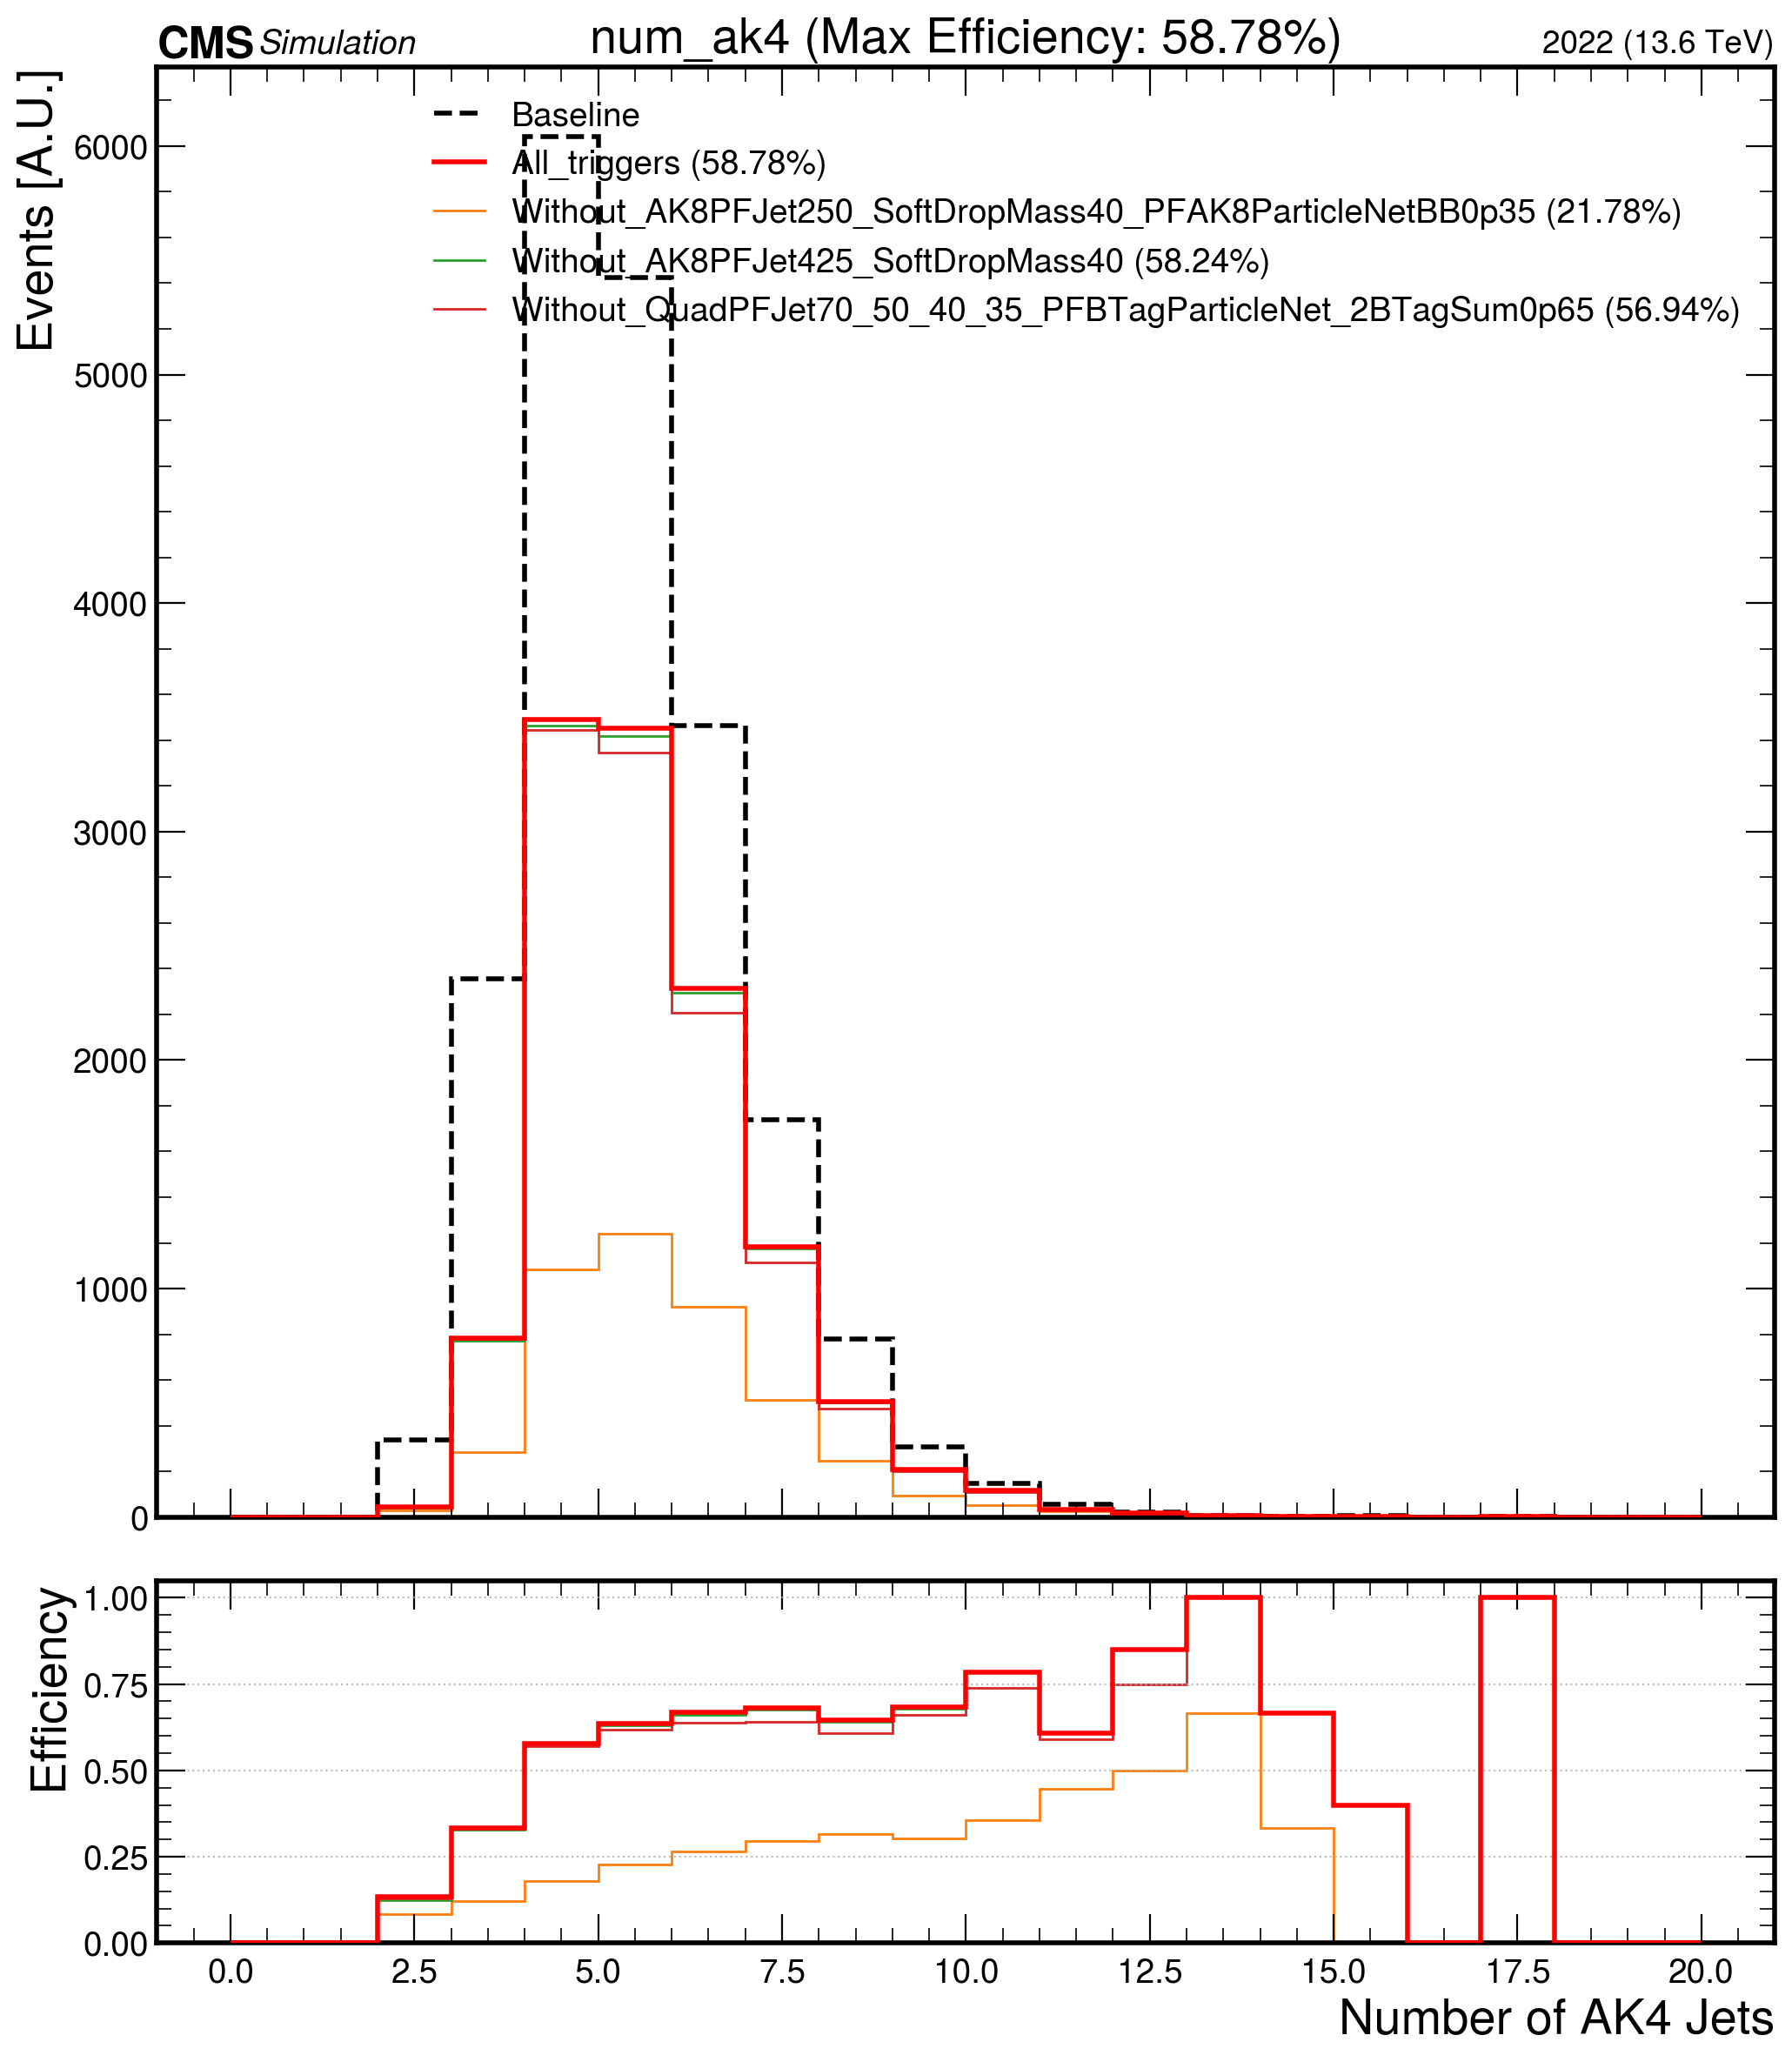 CMS Simulation num_ak4 (Max Efficiency: 58.78%) 2022 (13.6 TeV)
Events [A.U.]
Baseline
All_triggers (58.78%)
Without_AK8PFJet250_SoftDropMass40_PFAK8ParticleNetBB0p35 (21.78%)
Without_AK8PFJet425_SoftDropMass40 (58.24%)
Without_QuadPFJet70_50_40_35_PFBTagParticleNet_2BTagSum0p65 (56.94%)
6000
5000
4000
3000
2000
1000
0
Efficiency
1.00
0.75
0.50
0.25
0.00
0.0 2.5 5.0 7.5 10.0 12.5 15.0 17.5 20.0
Number of AK4 Jets